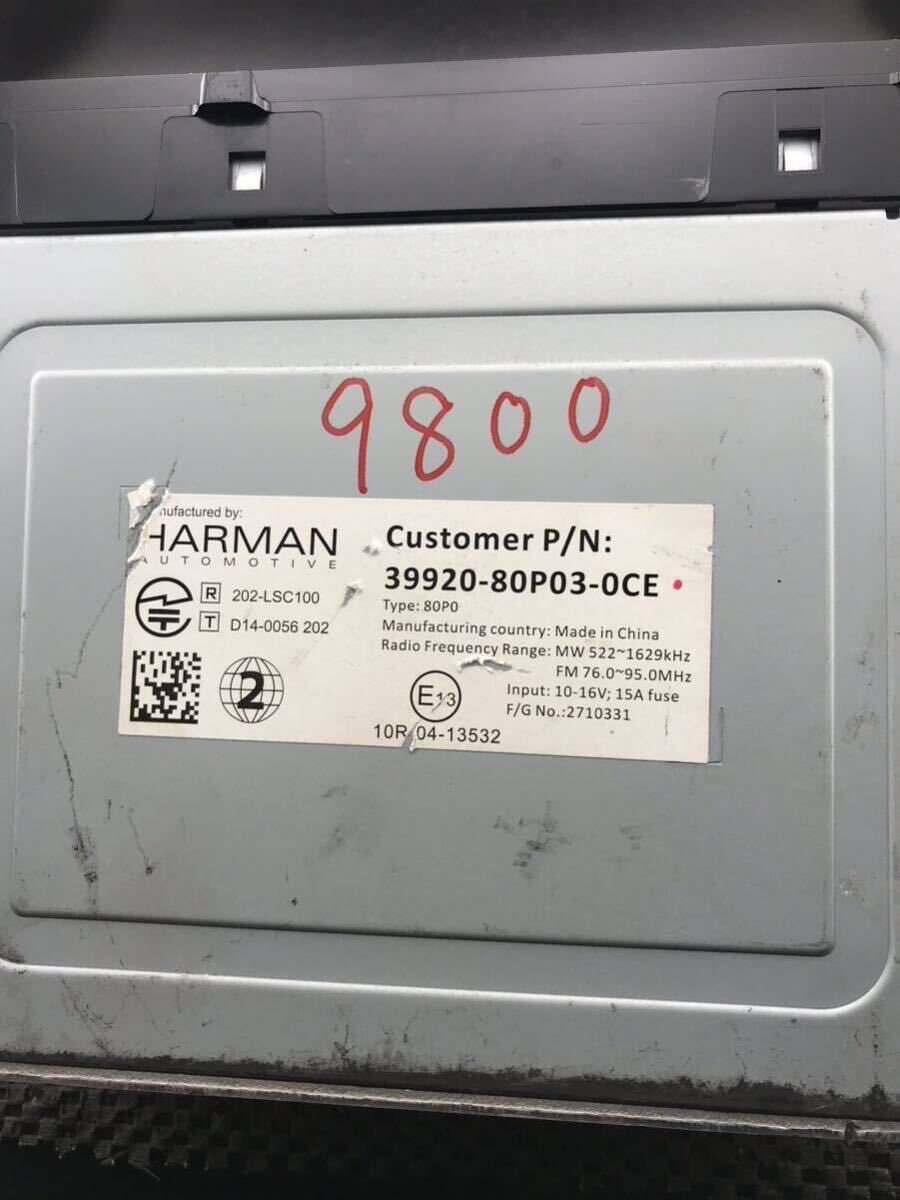 9800
nufactured by:
HARMAN
AUTOMOTIVE
R 202-LSC100
T D14-0056 202
2
Customer P/N:
39920-80P03-0CE
Type: 80P0
Manufacturing country: Made in China
Radio Frequency Range: MW 522~1629kHz
FM 76.0~95.0MHz
Input: 10-16V; 15A fuse
F/G No.:2710331
E13
10R-04-13532